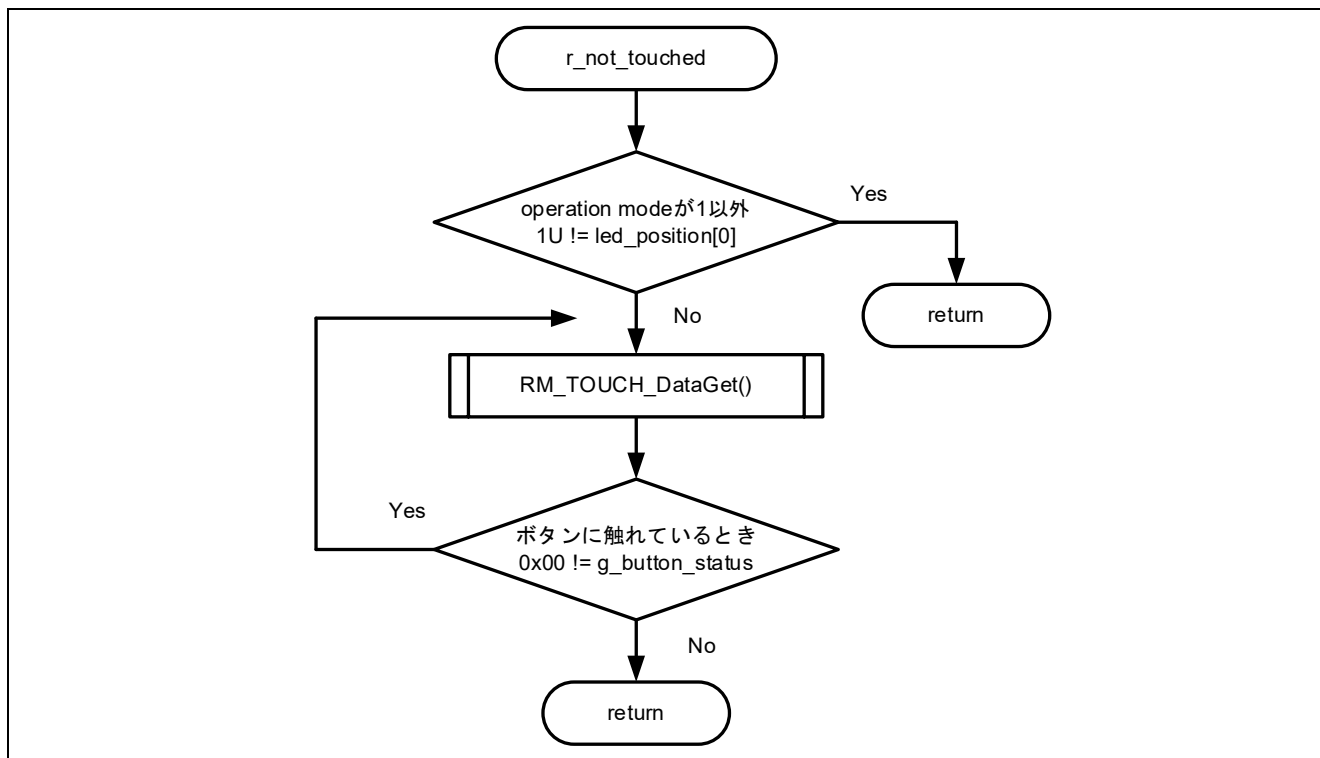 r_not_touched
operation modeが1以外
1U != led_position[0]
Yes
return
No
RM_TOUCH_DataGet()
Yes
ボタンに触れているとき
0x00 != g_button_status
No
return